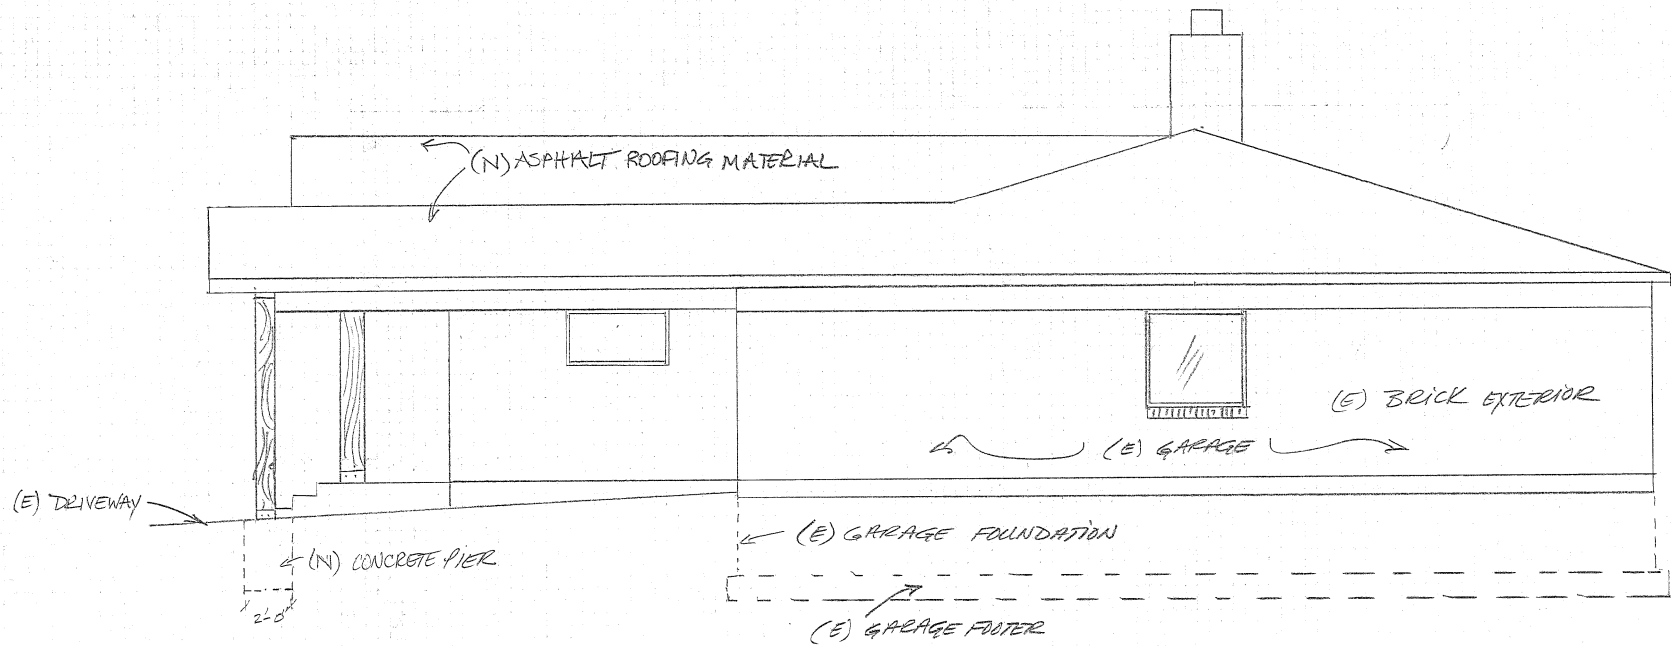 (N) ASPHALT ROOFING MATERIAL
(E) BRICK EXTERIOR
(E) GARAGE
(E) DRIVEWAY
(E) GARAGE FOUNDATION
(N) CONCRETE PIER
2'-0"
(E) GARAGE FOOTER